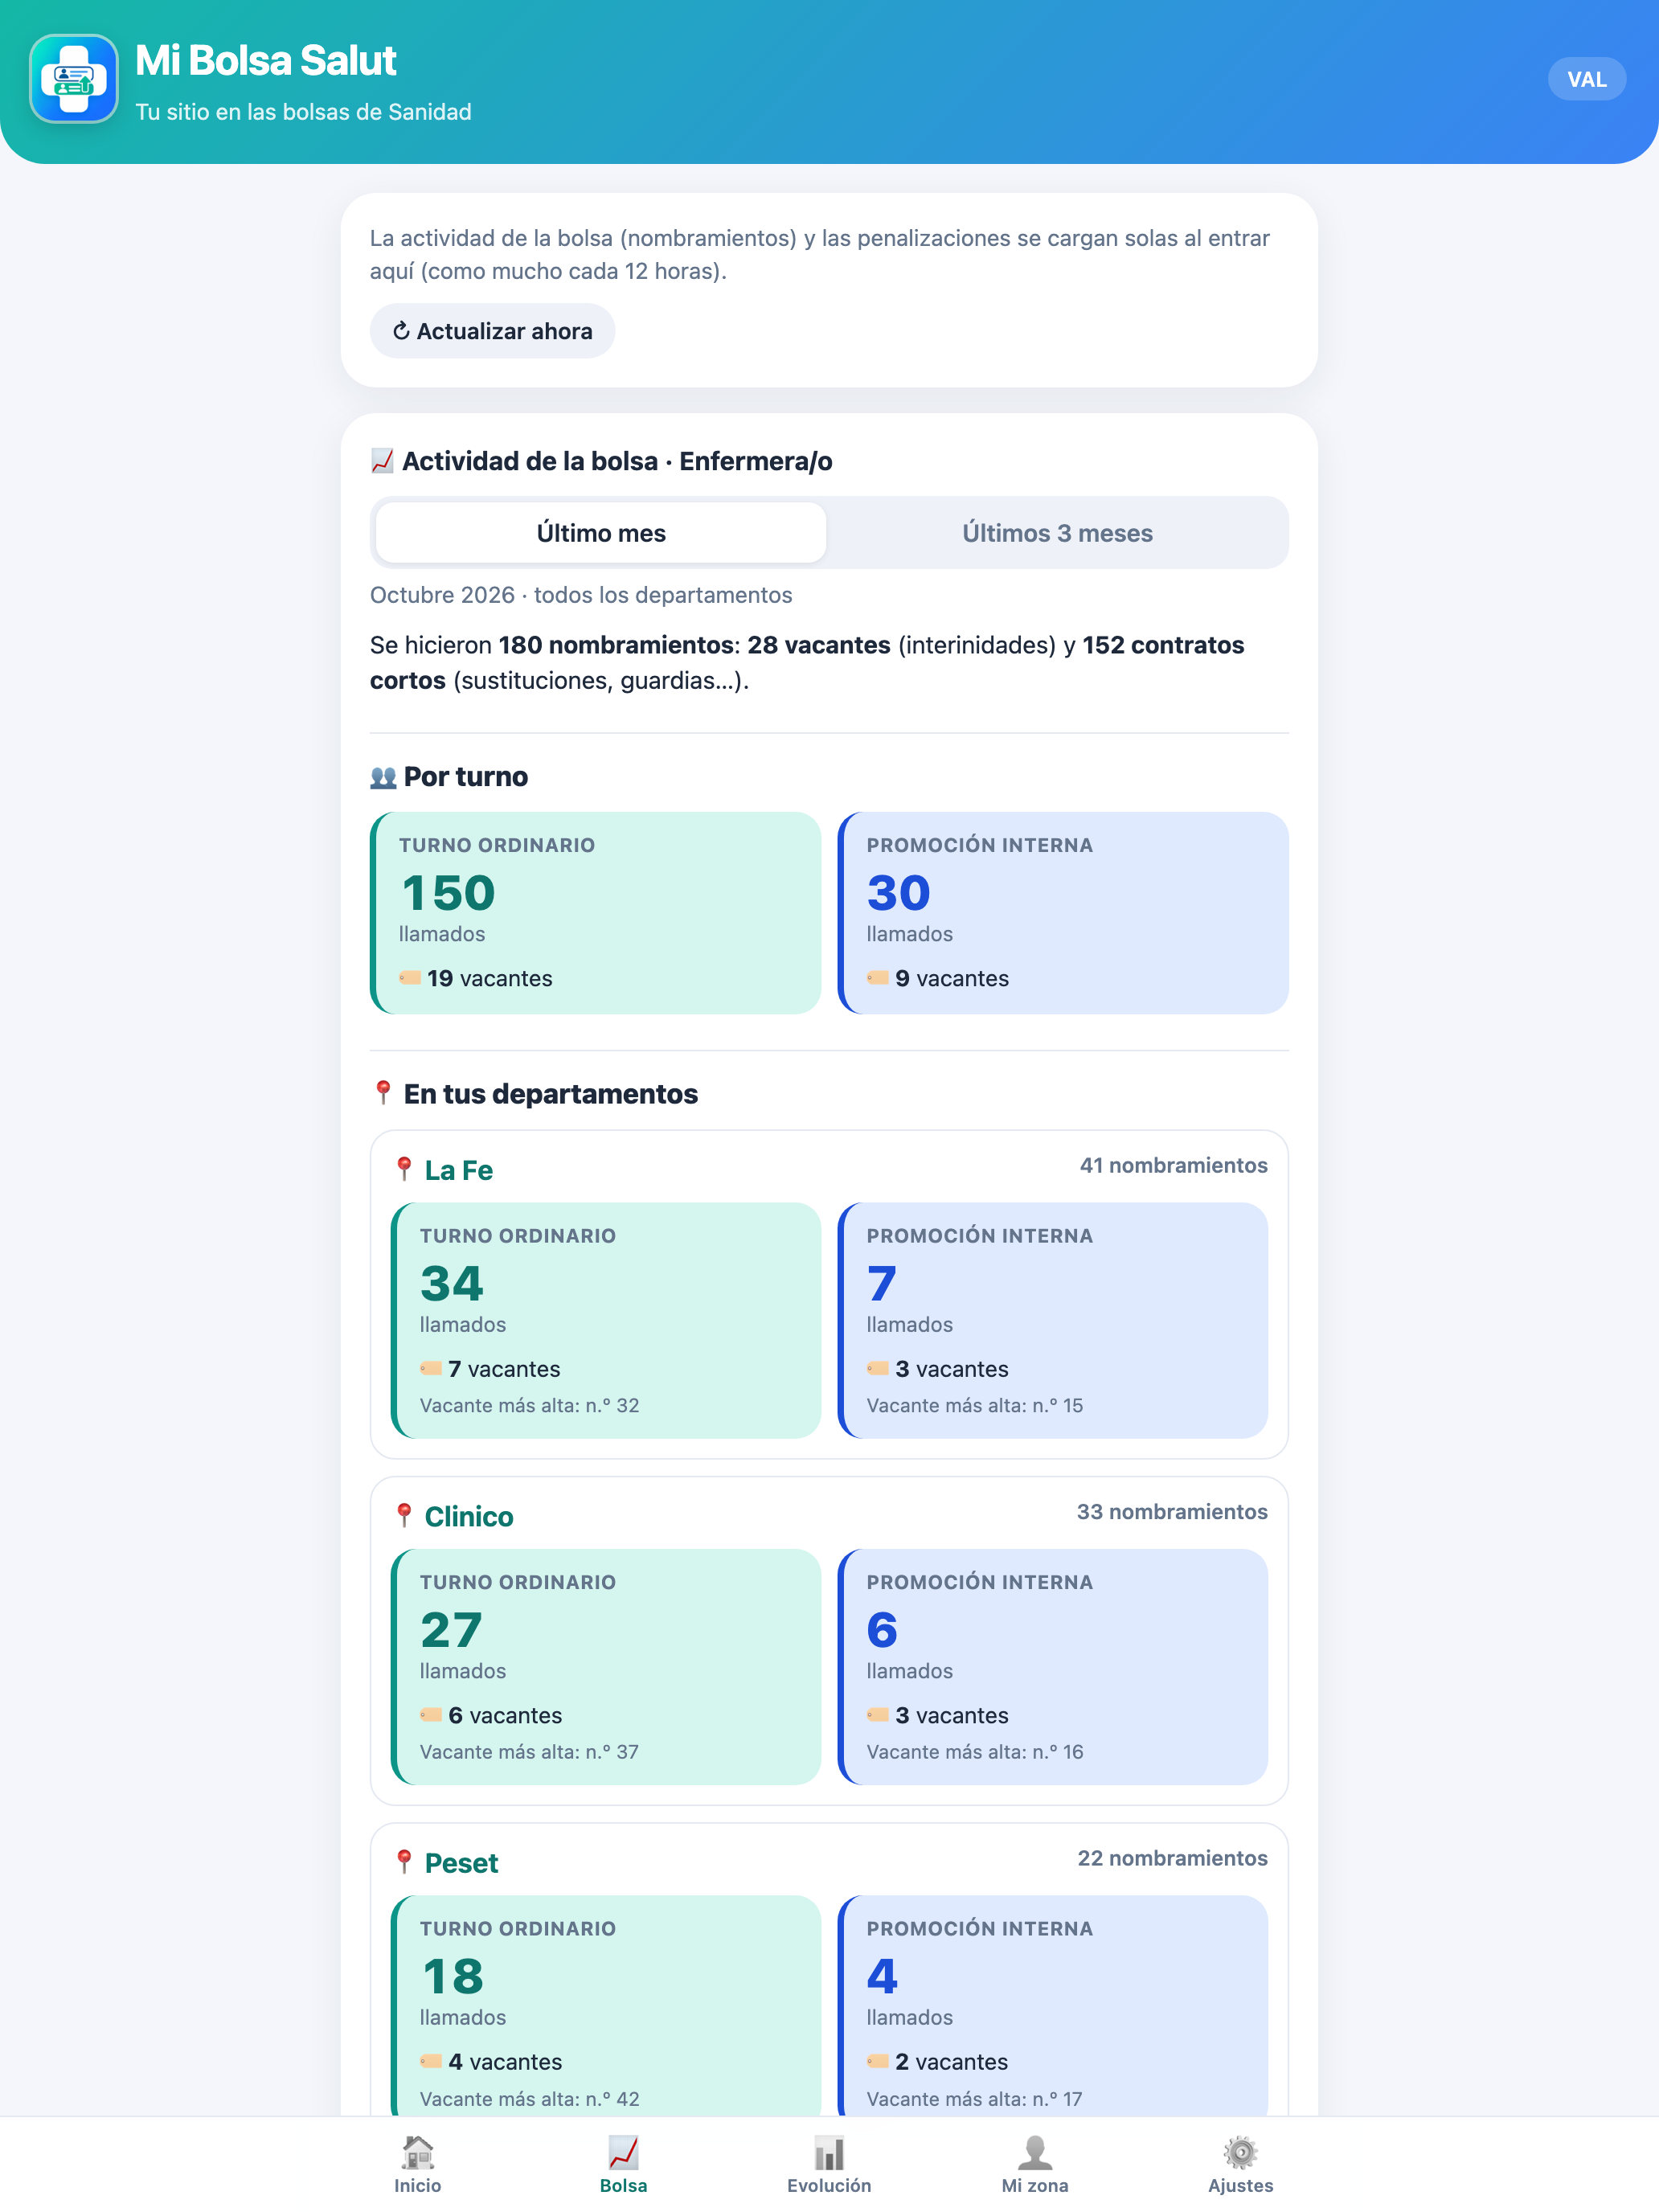 Mi Bolsa Salut
Tu sitio en las bolsas de Sanidad
VAL
La actividad de la bolsa (nombramientos) y las penalizaciones se cargan solas al entrar
aquí (como mucho cada 12 horas).
↻ Actualizar ahora
Actividad de la bolsa · Enfermera/o
Último mes
Últimos 3 meses
Octubre 2026 · todos los departamentos
Se hicieron 180 nombramientos: 28 vacantes (interinidades) y 152 contratos
cortos (sustituciones, guardias...).
Por turno
TURNO ORDINARIO
150
llamados
19 vacantes
PROMOCIÓN INTERNA
30
llamados
9 vacantes
En tus departamentos
La Fe
41 nombramientos
TURNO ORDINARIO
34
llamados
7 vacantes
Vacante más alta: n.º 32
PROMOCIÓN INTERNA
7
llamados
3 vacantes
Vacante más alta: n.º 15
Clinico
33 nombramientos
TURNO ORDINARIO
27
llamados
6 vacantes
Vacante más alta: n.º 37
PROMOCIÓN INTERNA
6
llamados
3 vacantes
Vacante más alta: n.º 16
Peset
22 nombramientos
TURNO ORDINARIO
18
llamados
4 vacantes
Vacante más alta: n.º 42
PROMOCIÓN INTERNA
4
llamados
2 vacantes
Vacante más alta: n.º 17
Inicio
Bolsa
Evolución
Mi zona
Ajustes